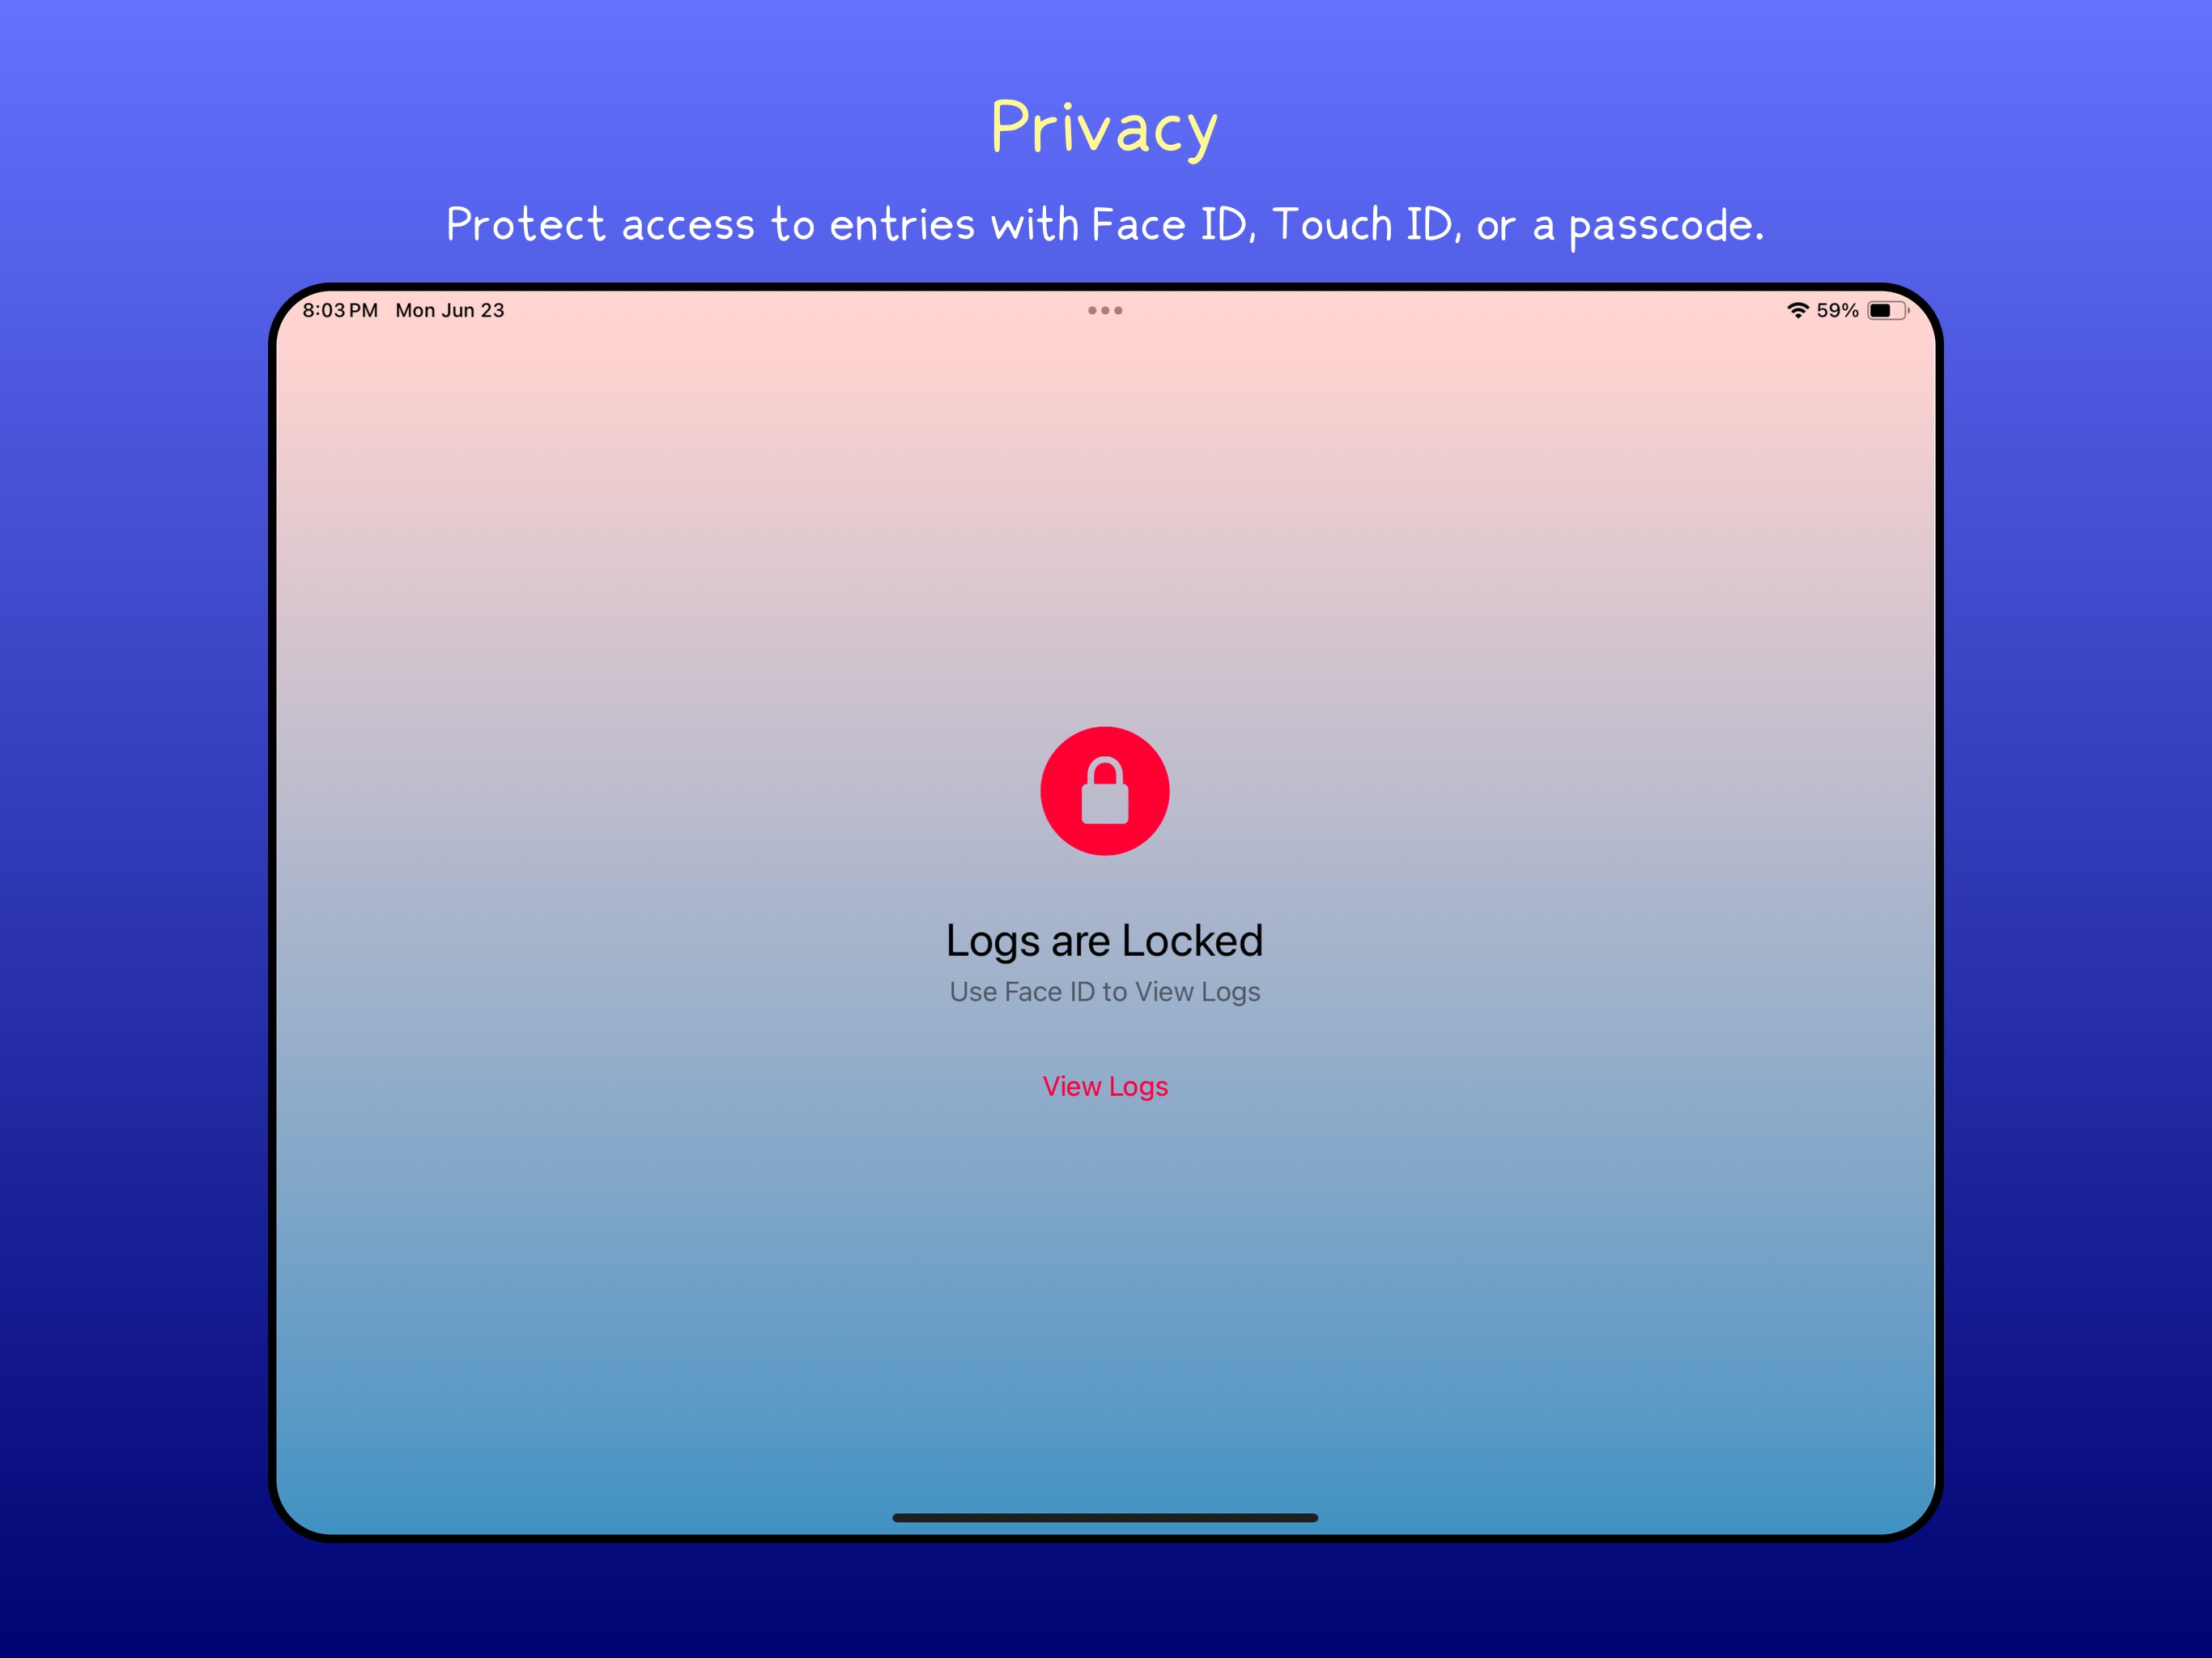 Privacy
Protect access to entries with Face ID, Touch ID, or a passcode.
8:03 PM Mon Jun 23
59%
Logs are Locked
Use Face ID to View Logs
View Logs